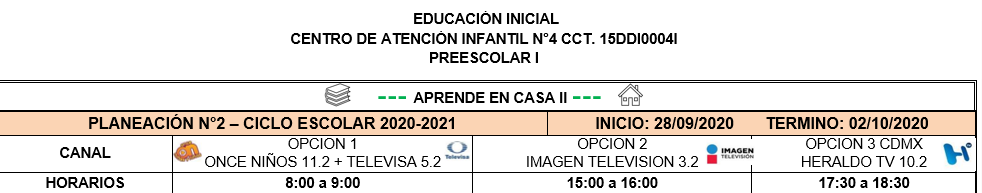 EDUCACIÓN INICIAL
CENTRO DE ATENCIÓN INFANTIL N°4 CCT. 15DDI0004I
PREESCOLAR I
--- APRENDE EN CASA II ---
PLANEACIÓN N°2 – CICLO ESCOLAR 2020-2021 INICIO: 28/09/2020 TERMINO: 02/10/2020
CANAL
OPCION 1
ONCE NIÑOS 11.2 + TELEVISA 5.2
Televisa
OPCION 2
IMAGEN TELEVISION 3.2
IMAGEN
TELEVISIÓN
OPCION 3 CDMX
HERALDO TV 10.2
HORARIOS 8:00 a 9:00 15:00 a 16:00 17:30 a 18:30